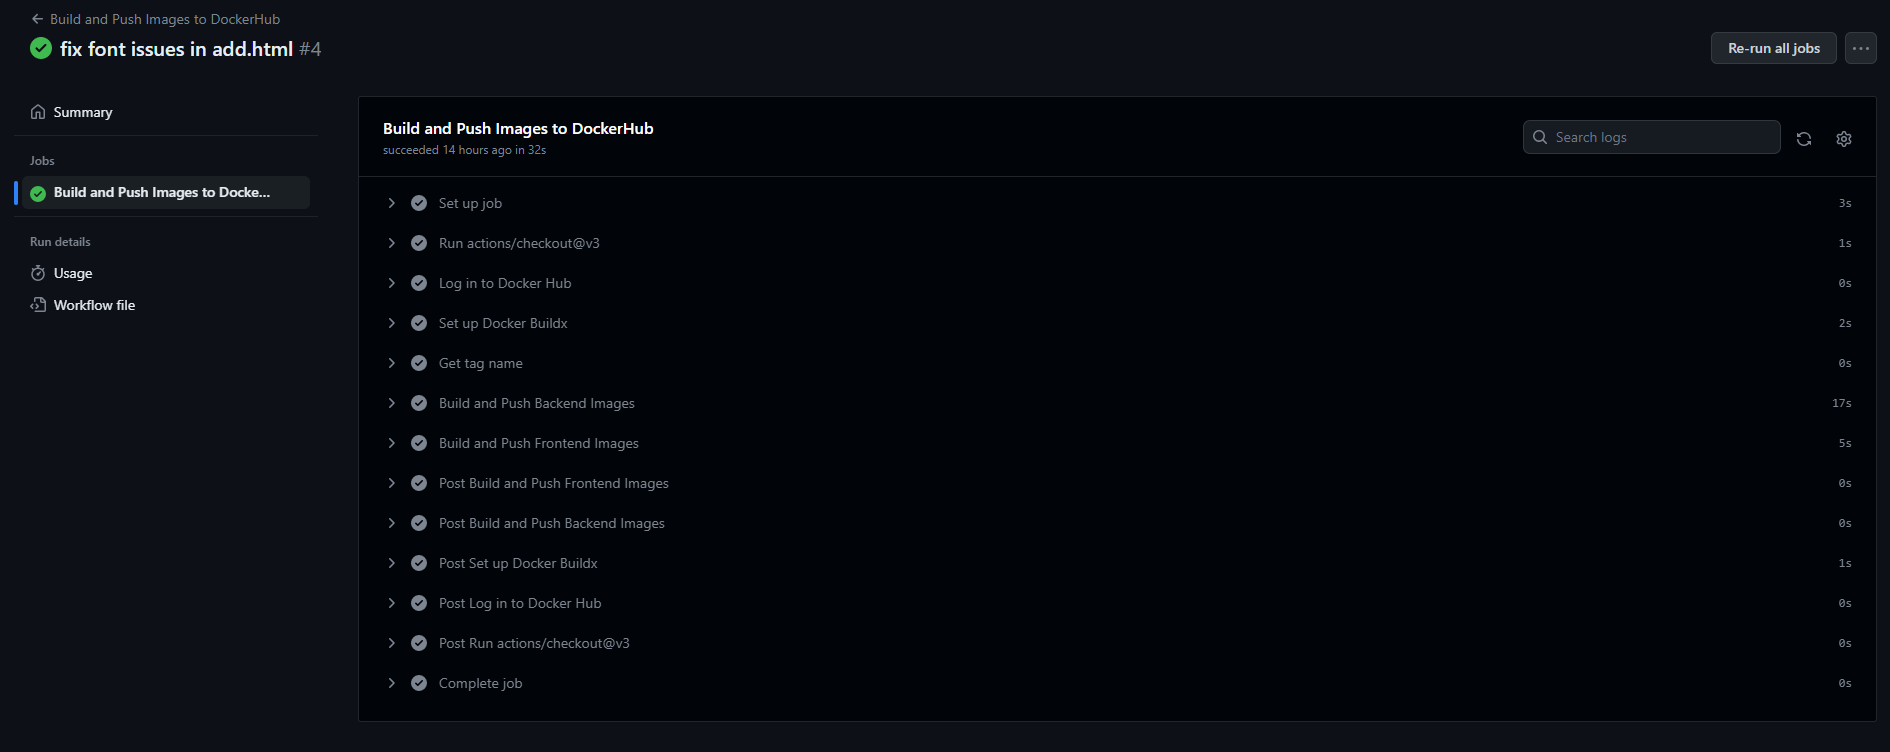 Build and Push Images to DockerHub
fix font issues in add.html #4
Re-run all jobs
Summary
Jobs
Build and Push Images to Docke...
Run details
Usage
Workflow file
Build and Push Images to DockerHub
succeeded 14 hours ago in 32s
Search logs
Set up job 3s
Run actions/checkout@v3 1s
Log in to Docker Hub 0s
Set up Docker Buildx 2s
Get tag name 0s
Build and Push Backend Images 17s
Build and Push Frontend Images 5s
Post Build and Push Frontend Images 0s
Post Build and Push Backend Images 0s
Post Set up Docker Buildx 1s
Post Log in to Docker Hub 0s
Post Run actions/checkout@v3 0s
Complete job 0s